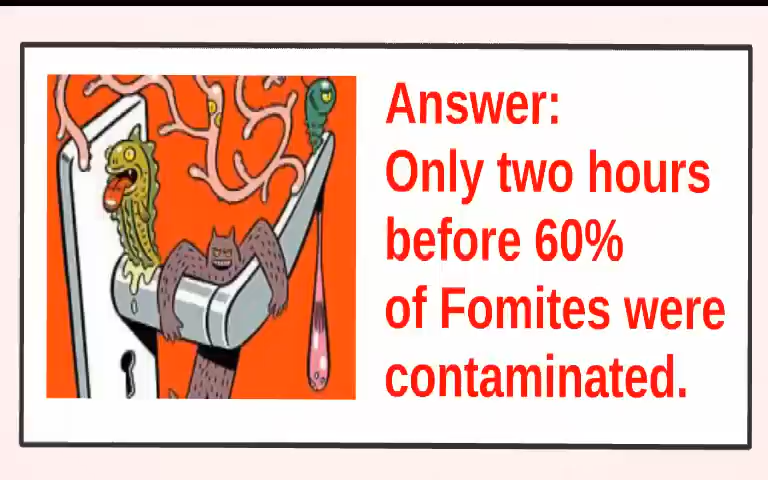 Answer:
Only two hours
before 60%
of Fomites were
contaminated.